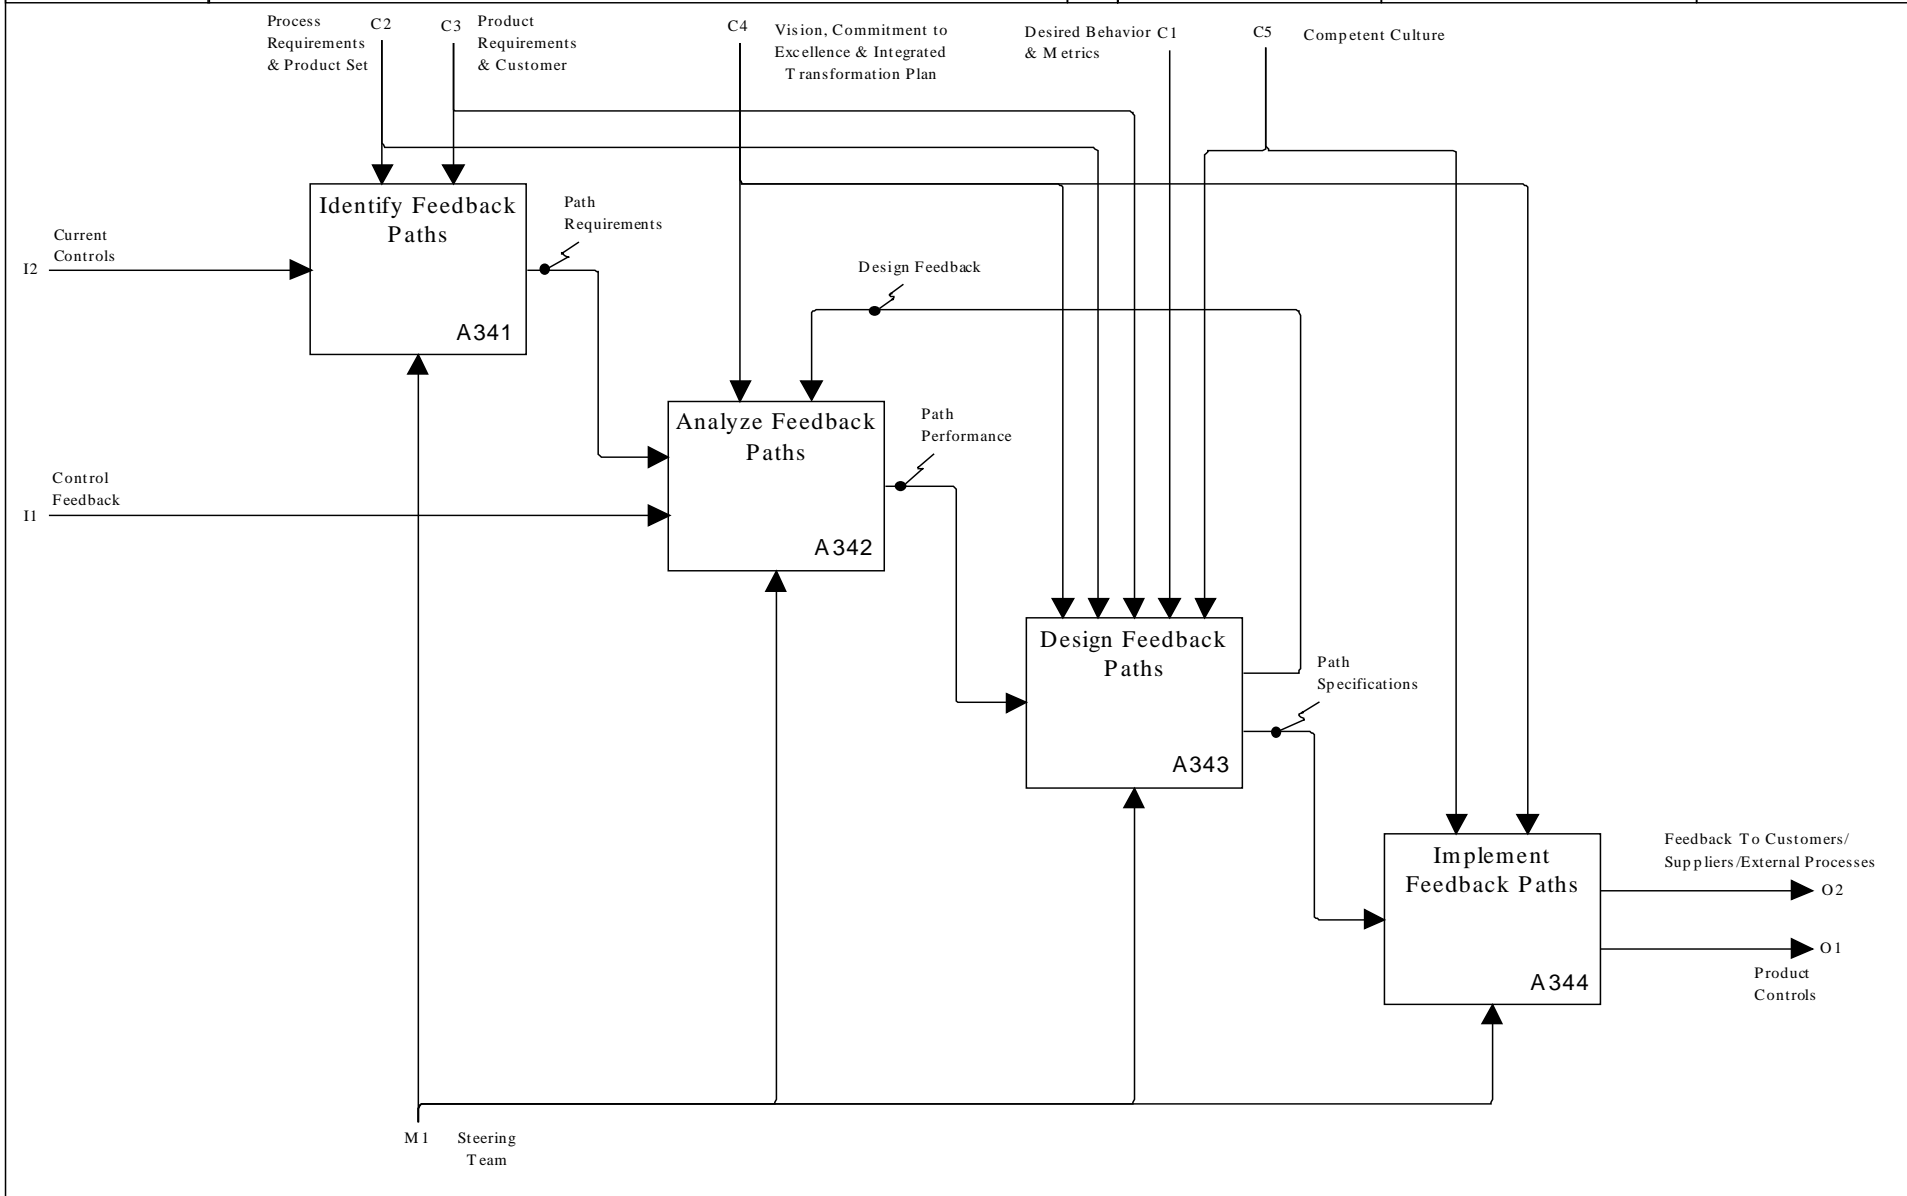 Process
Requirements
& Product Set
C2
C3
Product
Requirements
& Customer
C4
Vision, Commitment to
Excellence & Integrated
Transformation Plan
Desired Behavior
& Metrics
C1
C5
Competent Culture
Identify Feedback
Paths
A341
Path
Requirements
Current
Controls
I2
Design Feedback
Analyze Feedback
Paths
A342
Path
Performance
Control
Feedback
I1
Design Feedback
Paths
A343
Path
Specifications
Implement
Feedback Paths
A344
Feedback To Customers/
Suppliers/External Processes
O2
O1
Product
Controls
M1
Steering
Team